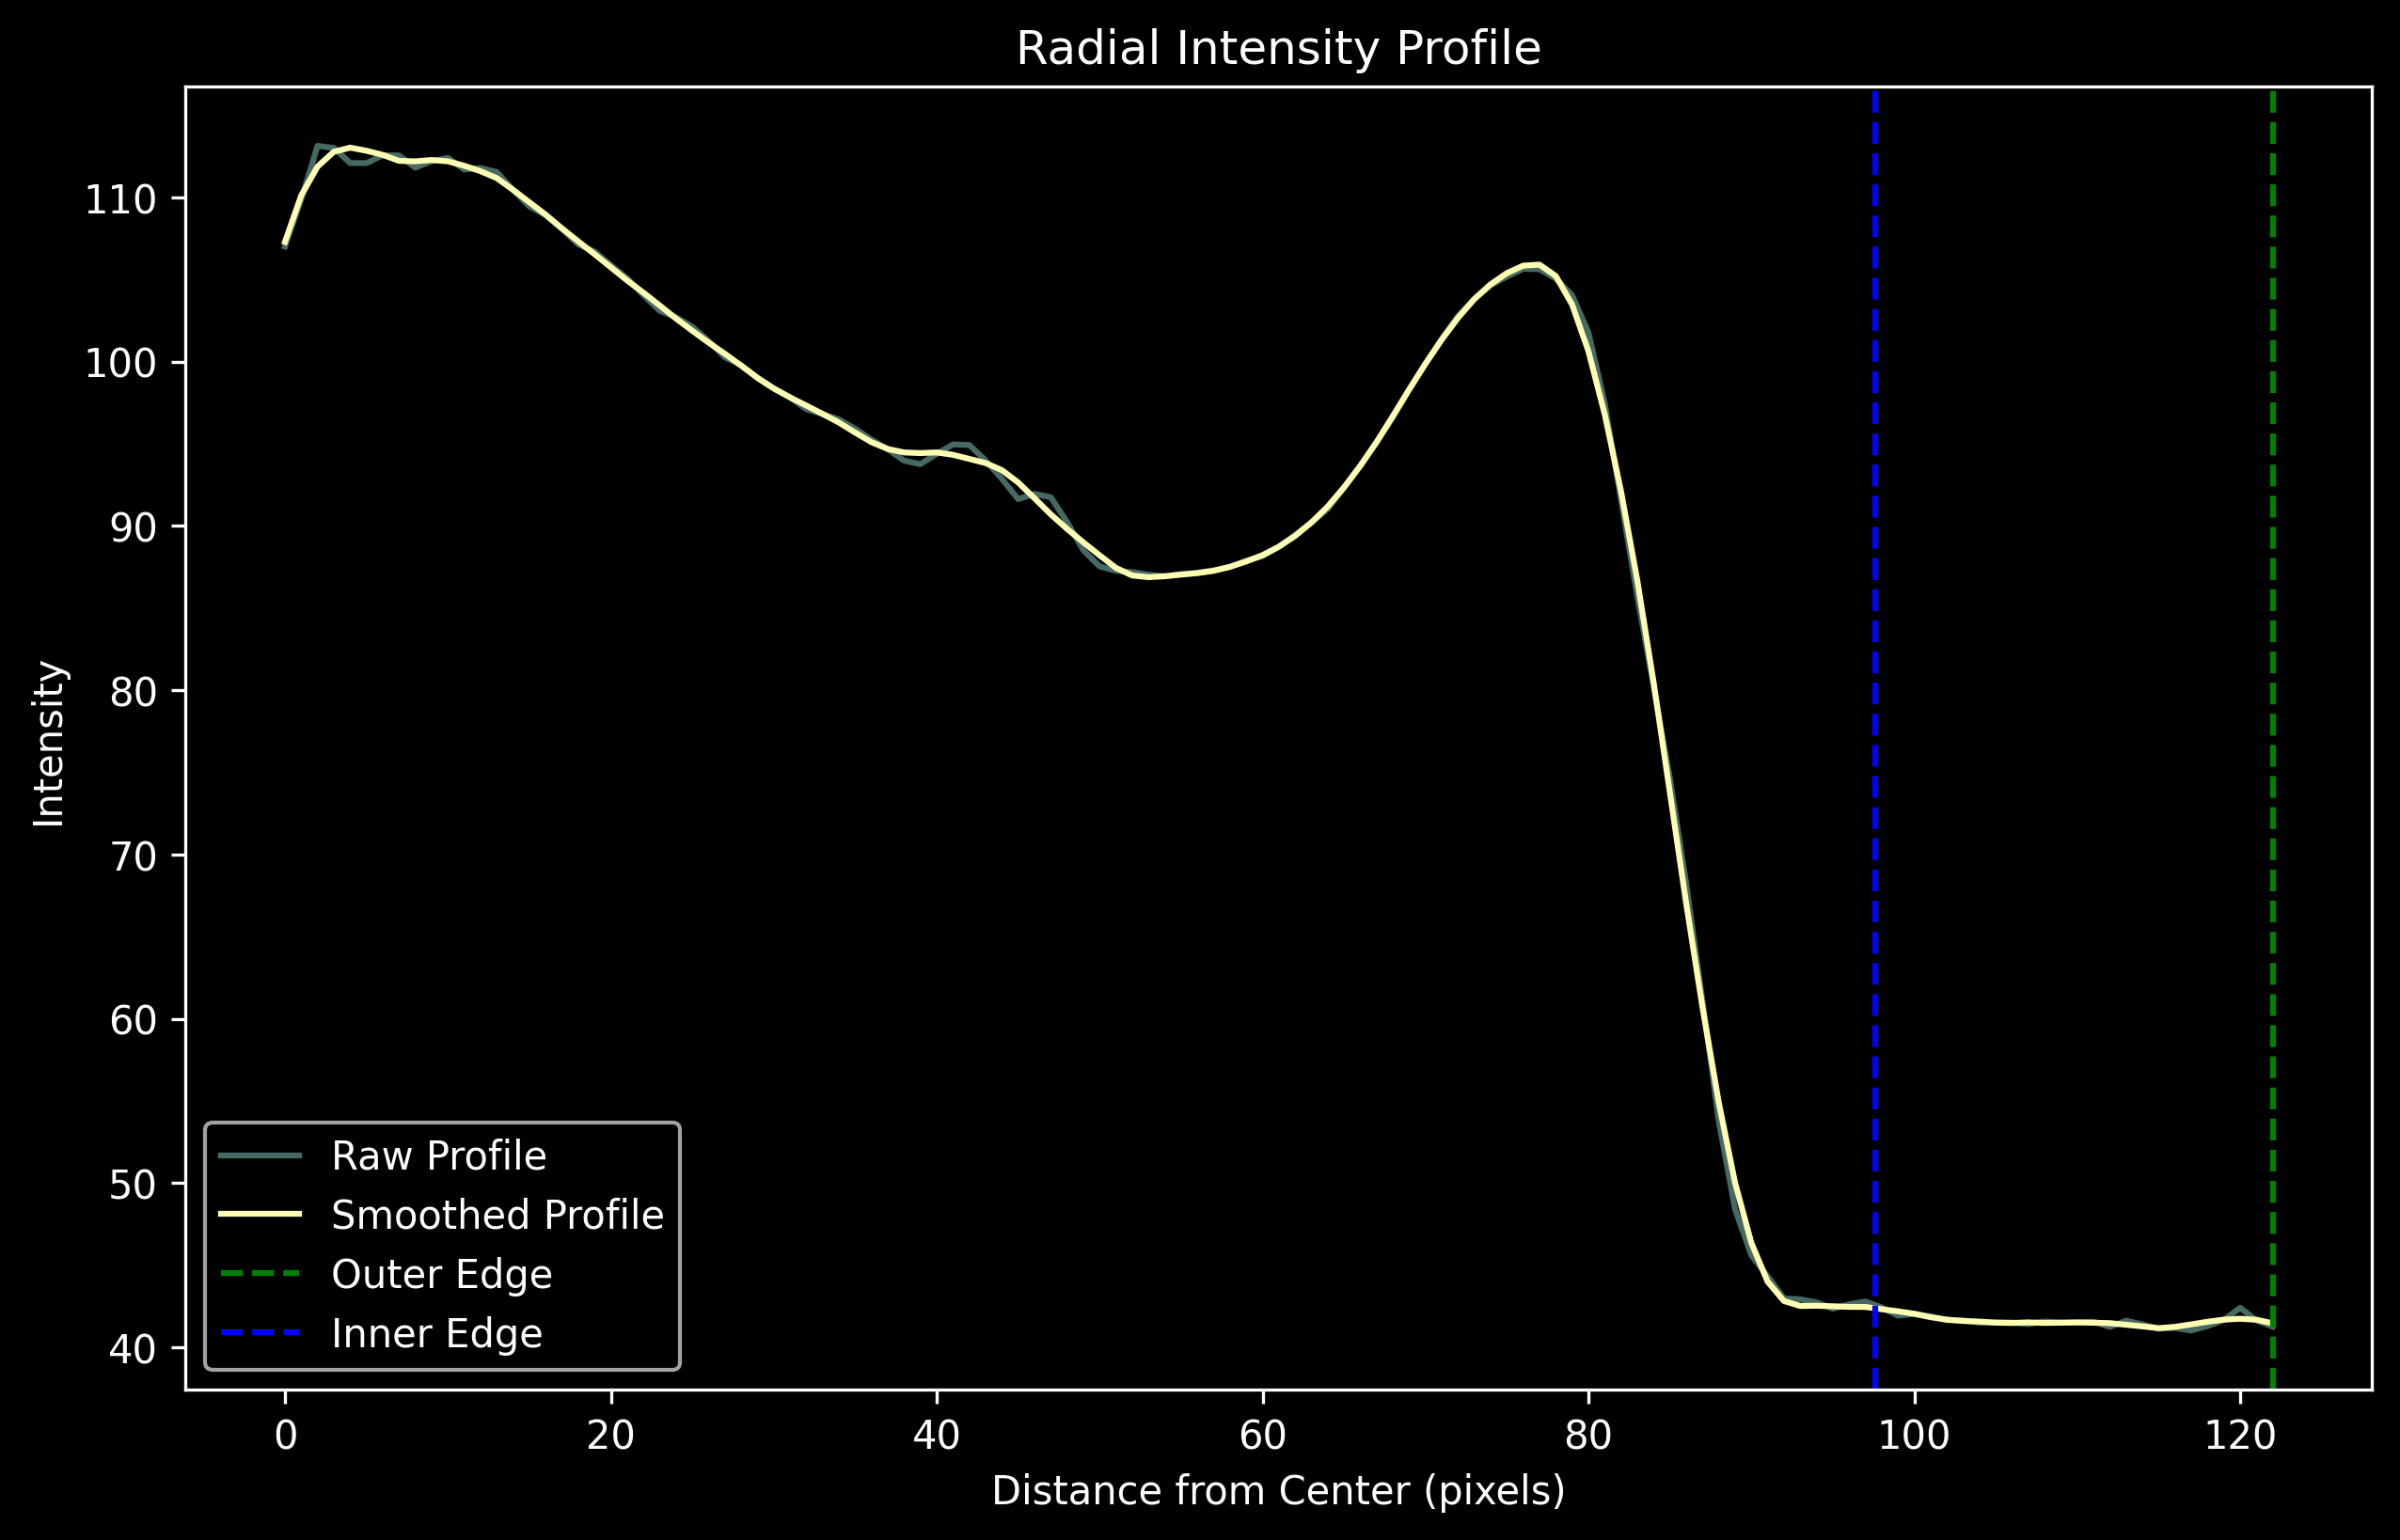 Radial Intensity Profile
Intensity
110
100
90
80
70
60
50
40
Raw Profile
Smoothed Profile
Outer Edge
Inner Edge
0 20 40 60 80 100 120
Distance from Center (pixels)